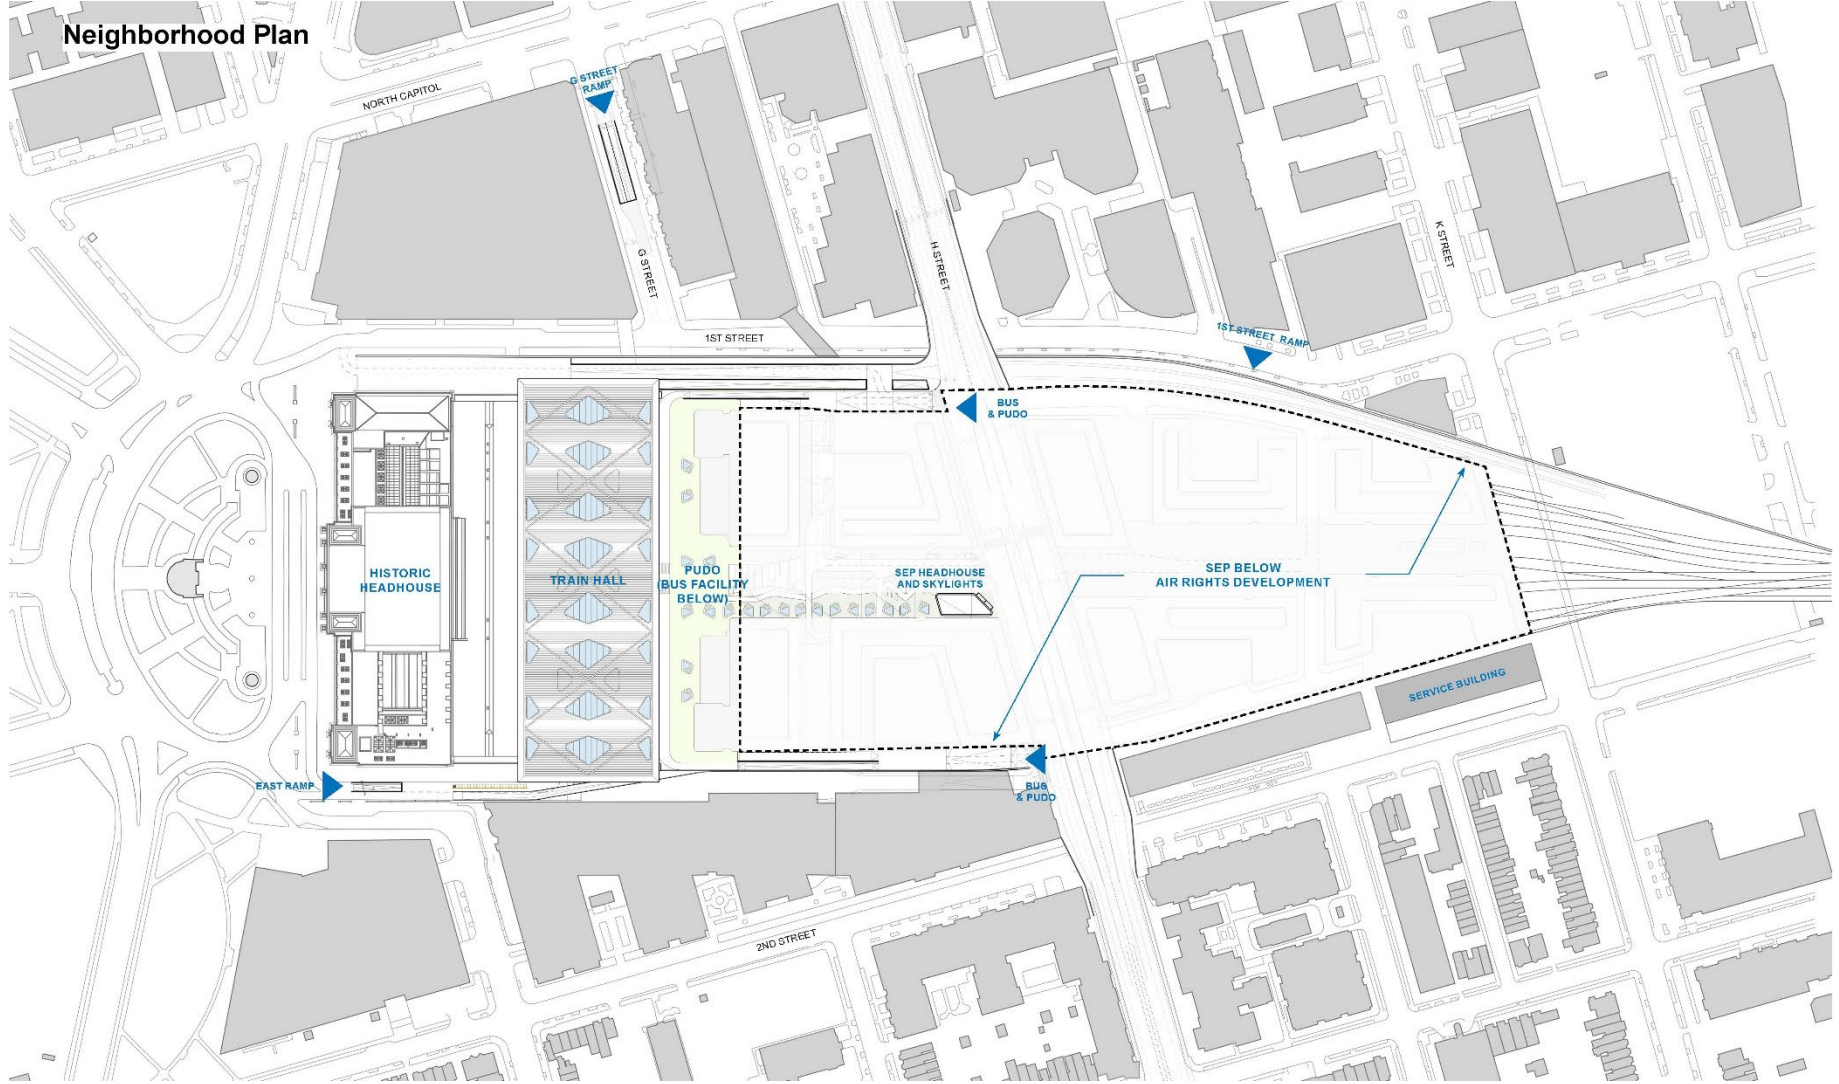 Neighborhood Plan
G STREET
RAMP
NORTH CAPITOL
G STREET
H STREET
K STREET
1ST STREET
1ST STREET RAMP
BUS
& PUDO
HISTORIC
HEADHOUSE
TRAIN HALL
PUDO
(BUS FACILITY
BELOW)
SEP HEADHOUSE
AND SKYLIGHTS
SEP BELOW
AIR RIGHTS DEVELOPMENT
SERVICE BUILDING
EAST RAMP
BUS
& PUDO
2ND STREET